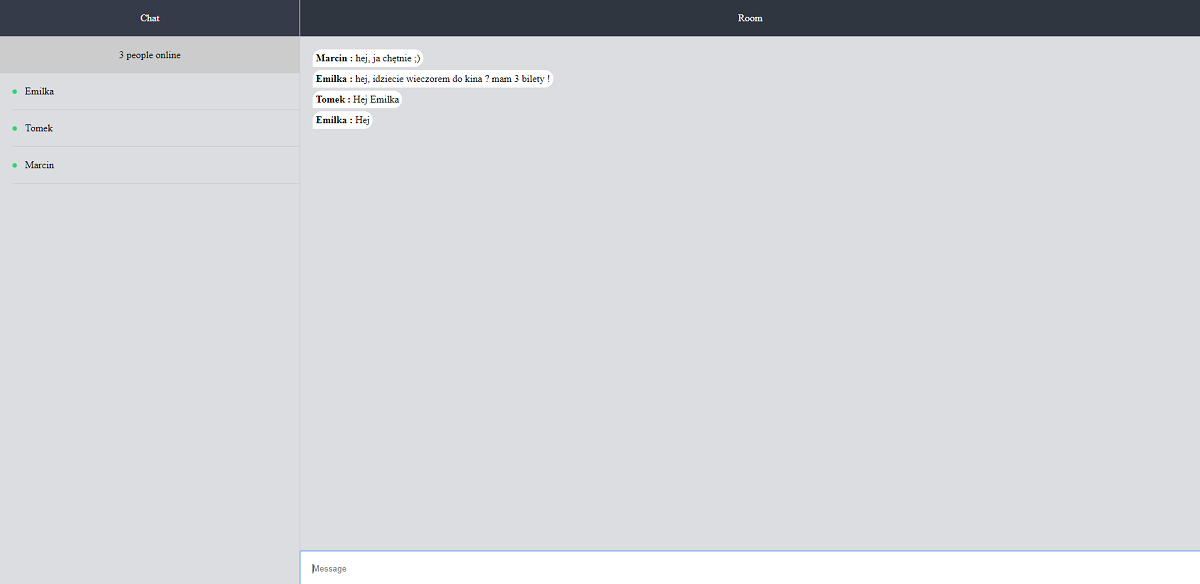 Chat
3 people online
Emilka
Tomek
Marcin
Room
Marcin : hej, ja chętnie ;)
Emilka : hej, idziecie wieczorem do kina ? mam 3 bilety !
Tomek : Hej Emilka
Emilka : Hej
Message